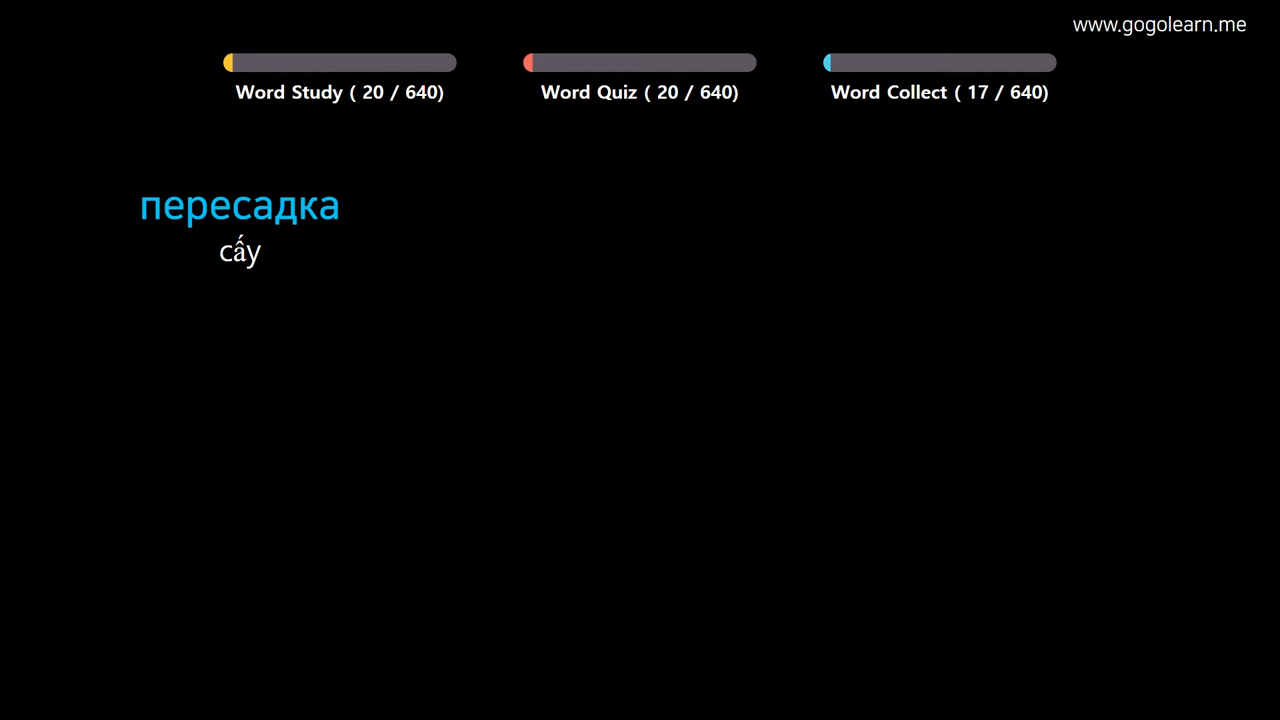 www.gogolearn.me
Word Study ( 20 / 640)
Word Quiz ( 20 / 640)
Word Collect ( 17 / 640)
пересадка
cấy